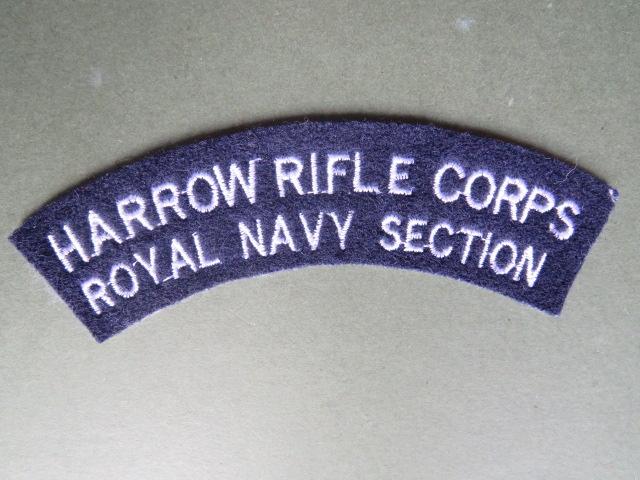 HARROW RIFLE CORPS
ROYAL NAVY SECTION